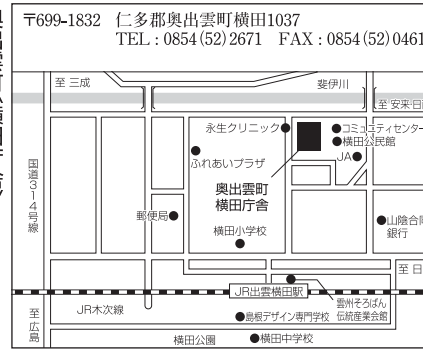 〒699-1832 仁多郡奥出雲町横田1037
TEL : 0854(52)2671 FAX : 0854(52)0461
至 三成
斐伊川
至 安来・日
永生クリニック
コミュニティセンター
横田公民館
ふれあいプラザ
JA
国道314号線
奥出雲町
横田庁舎
郵便局
山陰合同
銀行
横田小学校
至 日
JR出雲横田駅
雲州そろばん
伝統産業会館
至 広島
JR木次線
島根デザイン専門学校
横田公園
横田中学校